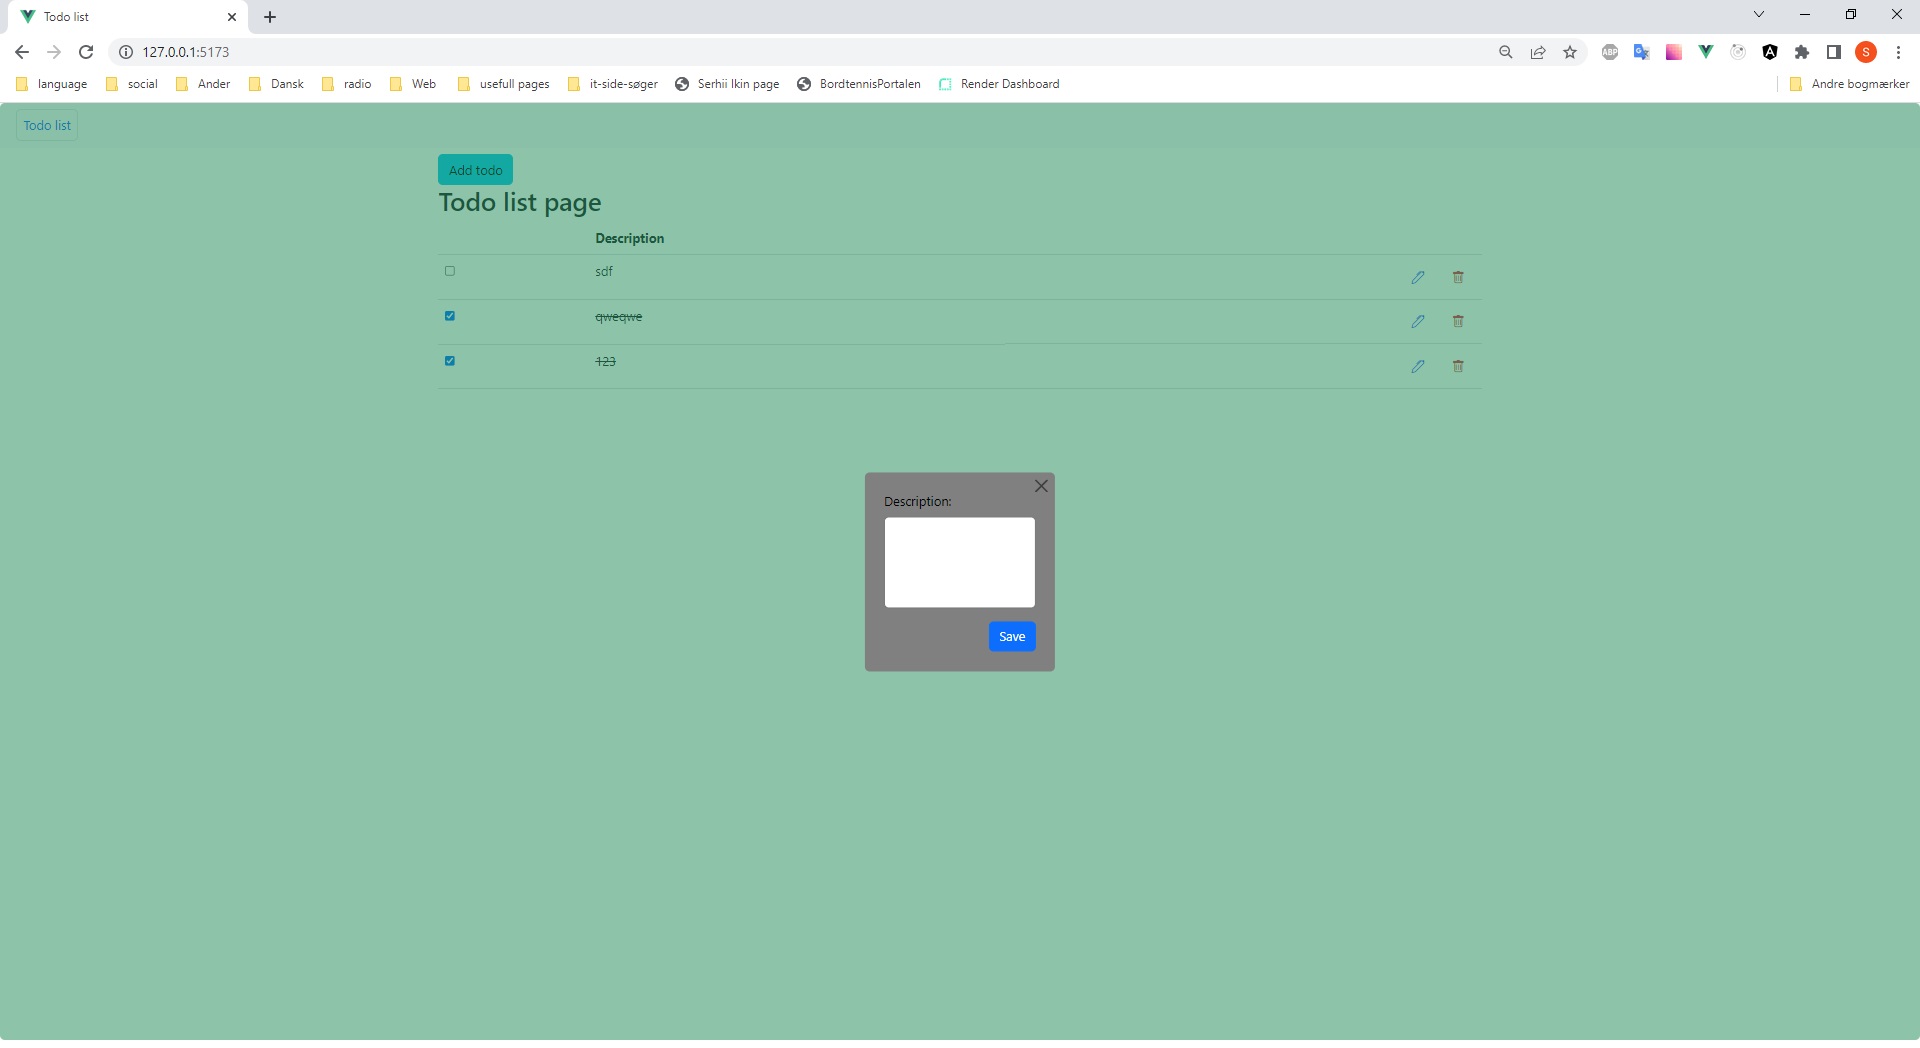 Todo list
127.0.0.1:5173
ABP
G
A
S
language social Ander Dansk radio Web usefull pages it-side-søger Serhii Ikin page BordtennisPortalen Render Dashboard Andre bogmærker
Todo list
Add todo
Todo list page
Description
sdf
qweqwe
123
Description:
Save